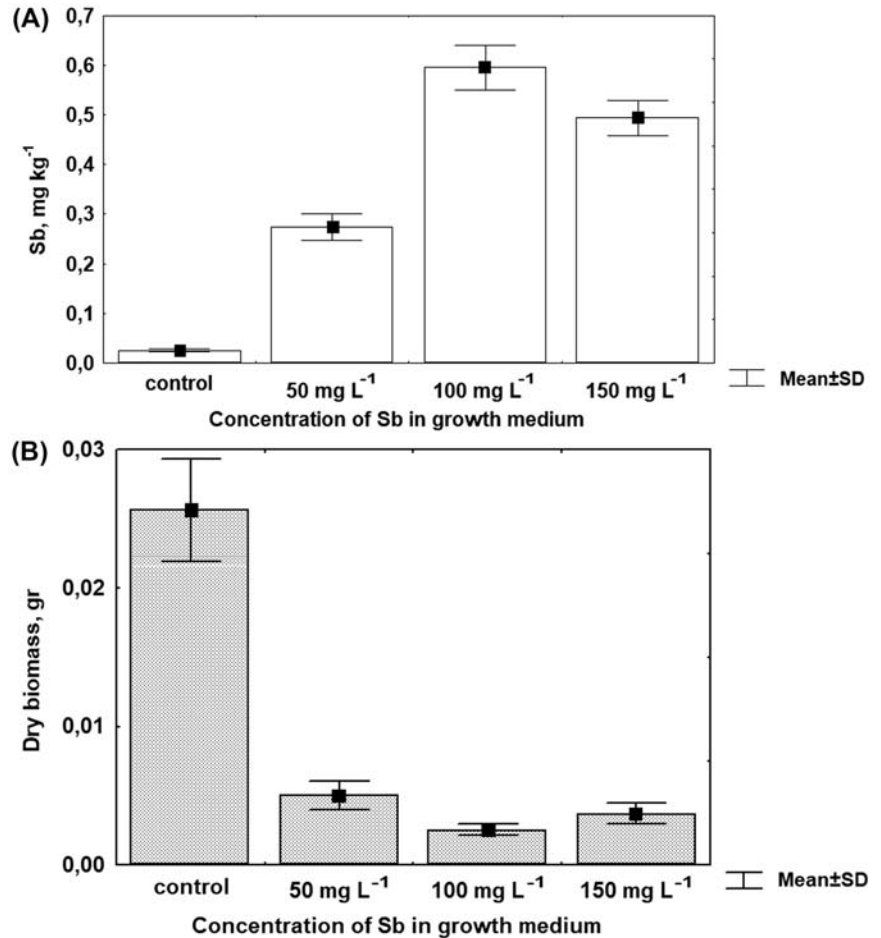 (A)
0,7
0,6
0,5
0,4
0,3
0,2
0,1
0,0
Sb, mg kg⁻¹
control 50 mg L⁻¹ 100 mg L⁻¹ 150 mg L⁻¹
Mean±SD
Concentration of Sb in growth medium
(B)
0,03
0,02
0,01
0,00
Dry biomass, gr
control 50 mg L⁻¹ 100 mg L⁻¹ 150 mg L⁻¹
Mean±SD
Concentration of Sb in growth medium